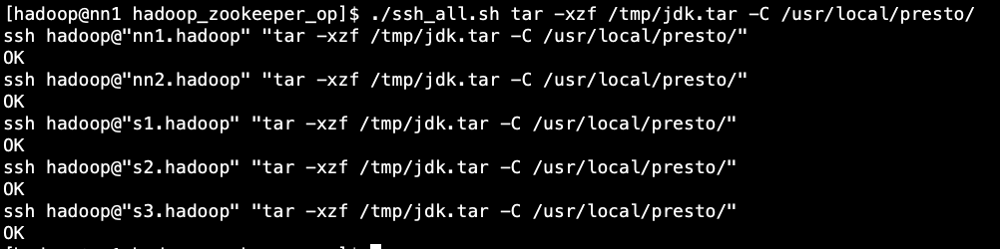 [hadoop@nn1 hadoop_zookeeper_op]$ ./ssh_all.sh tar -xzf /tmp/jdk.tar -C /usr/local/presto/
ssh hadoop@"nn1.hadoop" "tar -xzf /tmp/jdk.tar -C /usr/local/presto/"
OK
ssh hadoop@"nn2.hadoop" "tar -xzf /tmp/jdk.tar -C /usr/local/presto/"
OK
ssh hadoop@"s1.hadoop" "tar -xzf /tmp/jdk.tar -C /usr/local/presto/"
OK
ssh hadoop@"s2.hadoop" "tar -xzf /tmp/jdk.tar -C /usr/local/presto/"
OK
ssh hadoop@"s3.hadoop" "tar -xzf /tmp/jdk.tar -C /usr/local/presto/"
OK
[hadoop@nn1 hadoop_zookeeper_op]$